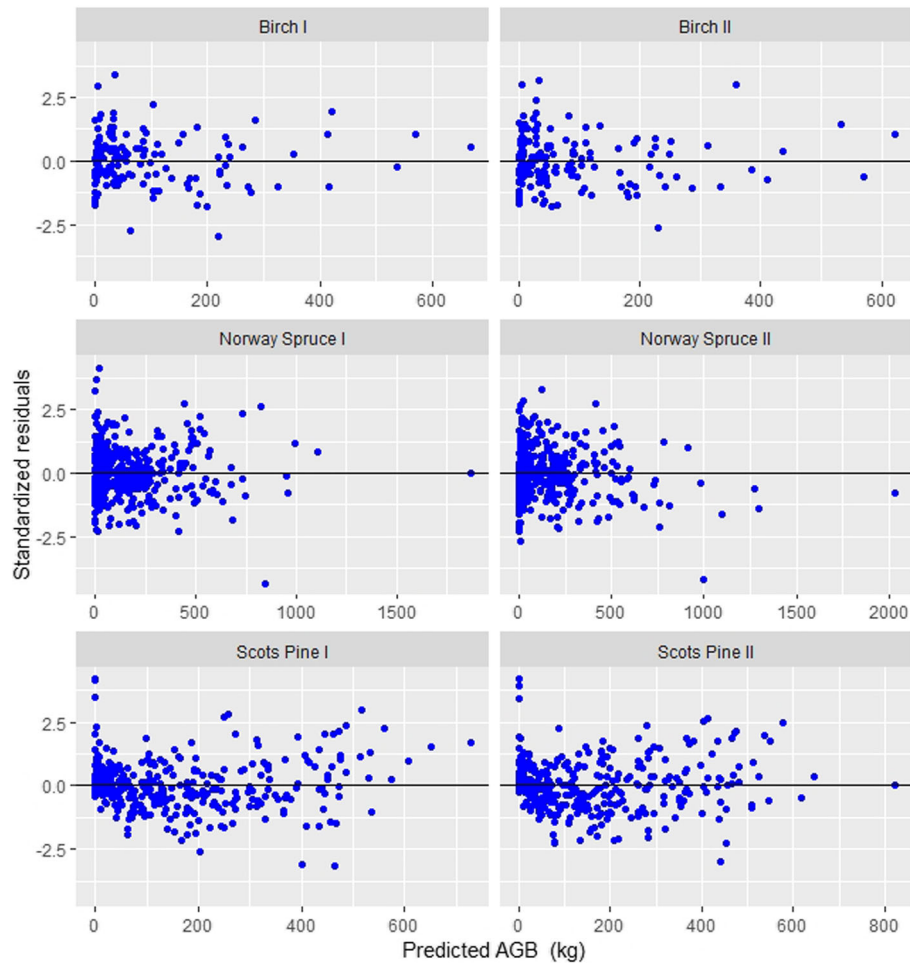 Birch I Birch II
2.5 0.0 -2.5
0 200 400 600 0 200 400 600
Norway Spruce I Norway Spruce II
Standardized residuals
2.5 0.0 -2.5
0 500 1000 1500 0 500 1000 1500 2000
Scots Pine I Scots Pine II
2.5 0.0 -2.5
0 200 400 600 0 200 400 600 800
Predicted AGB (kg)